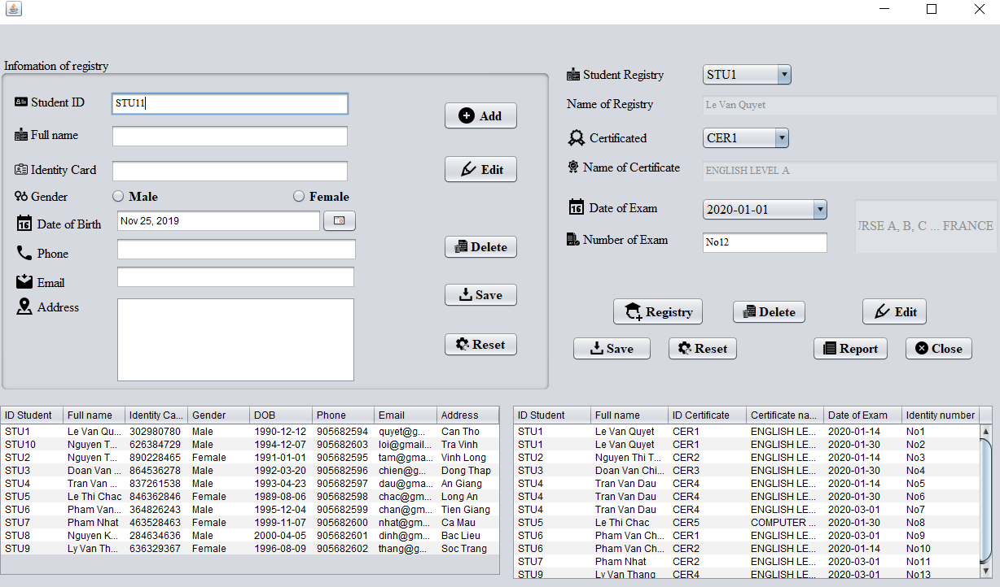 Infomation of registry
Student ID STU11
Full name
Identity Card
Gender Male Female
Date of Birth Nov 25, 2019
Phone
Email
Address
Add
Edit
Delete
Save
Reset
Student Registry STU1
Name of Registry Le Van Quyet
Certificated CER1
Name of Certificate ENGLISH LEVEL A
Date of Exam 2020-01-01
Number of Exam No12
RSE A, B, C ... FRANCE
Registry Delete Edit
Save Reset Report Close
ID Student Full name Identity Ca... Gender DOB Phone Email Address
STU1 Le Van Qu... 302980780 Male 1990-12-12 905682594 quyet@g... Can Tho
STU10 Nguyen T... 626384729 Male 1994-12-07 905682603 loi@gmail... Tra Vinh
STU2 Nguyen T... 890228465 Female 1991-01-01 905682595 tam@gma... Vinh Long
STU3 Doan Van ... 864536278 Male 1992-03-20 905682596 chien@g... Dong Thap
STU4 Tran Van ... 837261538 Male 1993-04-23 905682597 dau@gma... An Giang
STU5 Le Thi Chac 846362846 Female 1989-08-06 905682598 chac@gm... Long An
STU6 Pham Van... 364826243 Male 1995-12-04 905682599 chan@gm... Tien Giang
STU7 Pham Nhat 463528463 Female 1999-11-07 905682600 nhat@gm... Ca Mau
STU8 Nguyen K... 284634636 Male 2000-04-05 905682601 dinh@gm... Bac Lieu
STU9 Ly Van Th... 636329367 Female 1996-08-09 905682602 thang@g... Soc Trang
ID Student Full name ID Certificate Certificate na... Date of Exam Identity number
STU1 Le Van Quyet CER1 ENGLISH LE... 2020-01-14 No1
STU1 Le Van Quyet CER1 ENGLISH LE... 2020-01-30 No2
STU2 Nguyen Thi T... CER2 ENGLISH LE... 2020-01-14 No3
STU3 Doan Van Chi... CER3 ENGLISH LE... 2020-01-30 No4
STU4 Tran Van Dau CER4 ENGLISH LE... 2020-01-14 No5
STU4 Tran Van Dau CER4 ENGLISH LE... 2020-01-30 No6
STU4 Tran Van Dau CER4 ENGLISH LE... 2020-03-01 No7
STU5 Le Thi Chac CER5 COMPUTER ... 2020-01-30 No8
STU6 Pham Van Ch... CER1 ENGLISH LE... 2020-03-01 No9
STU6 Pham Van Ch... CER2 ENGLISH LE... 2020-01-14 No10
STU7 Pham Nhat CER2 ENGLISH LE... 2020-03-01 No11
STU9 Ly Van Thang CER4 ENGLISH LE... 2020-03-01 No13